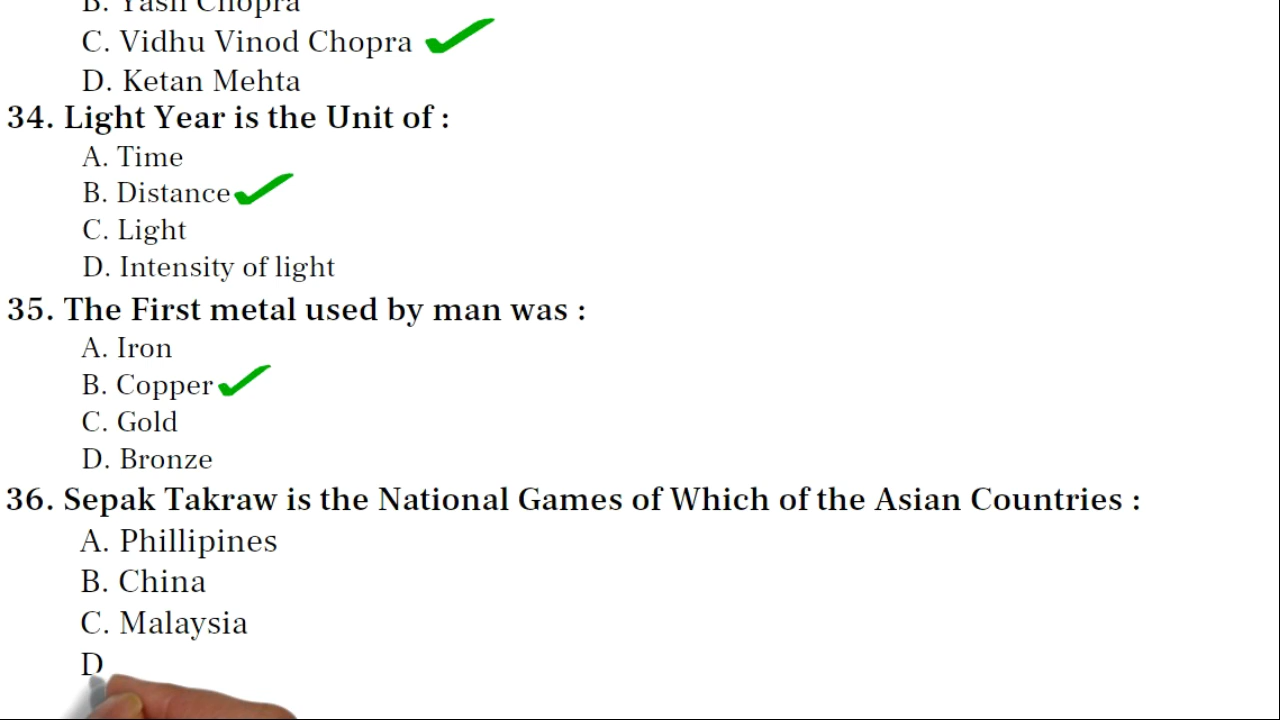 B. Yash Chopra
C. Vidhu Vinod Chopra
D. Ketan Mehta
34. Light Year is the Unit of :
A. Time
B. Distance
C. Light
D. Intensity of light
35. The First metal used by man was :
A. Iron
B. Copper
C. Gold
D. Bronze
36. Sepak Takraw is the National Games of Which of the Asian Countries :
A. Phillipines
B. China
C. Malaysia
D